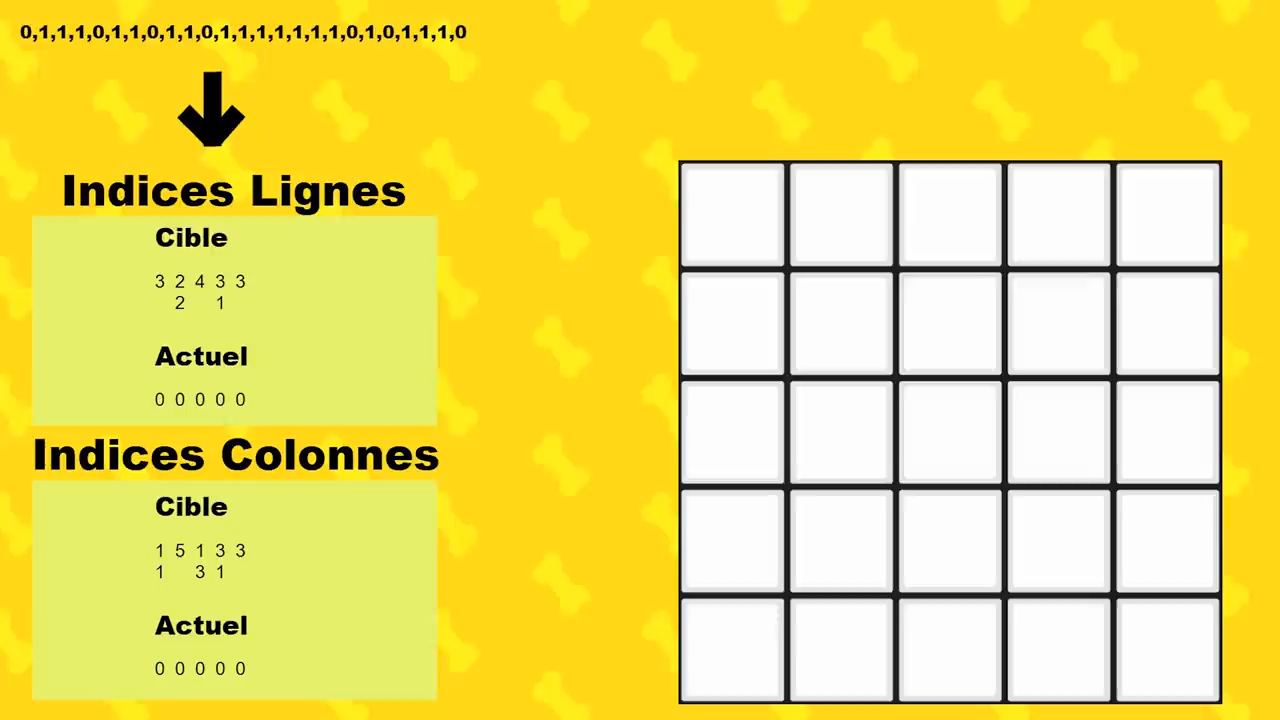 0,1,1,1,0,1,1,0,1,1,0,1,1,1,1,1,1,1,0,1,0,1,1,1,0
Indices Lignes
Cible
3 2 4 3 3
2 1
Actuel
0 0 0 0 0
Indices Colonnes
Cible
1 5 1 3 3
1 3 1
Actuel
0 0 0 0 0